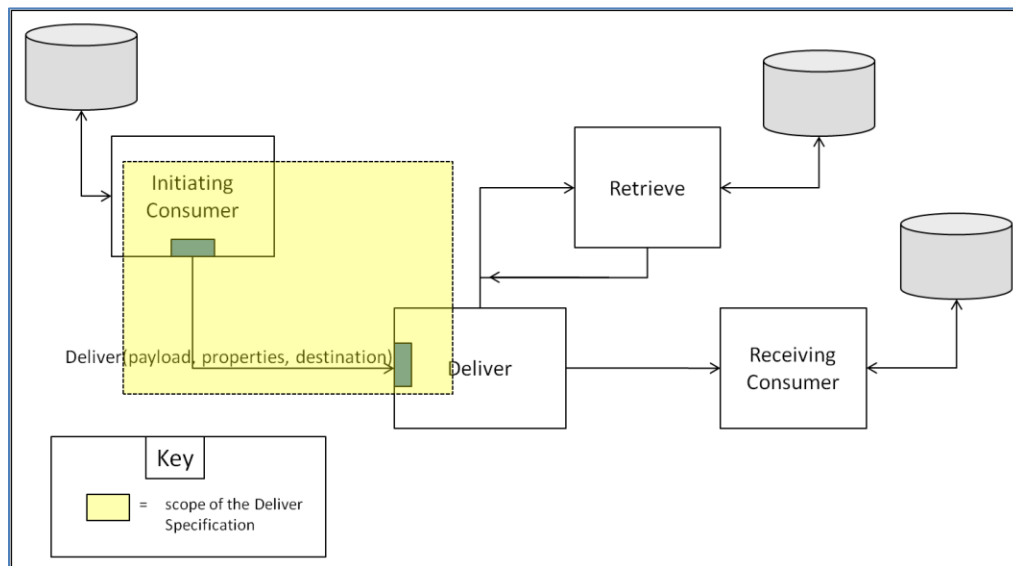 Initiating
Consumer
Retrieve
Deliver(payload, properties, destination)
Deliver
Receiving
Consumer
Key
= scope of the Deliver
Specification